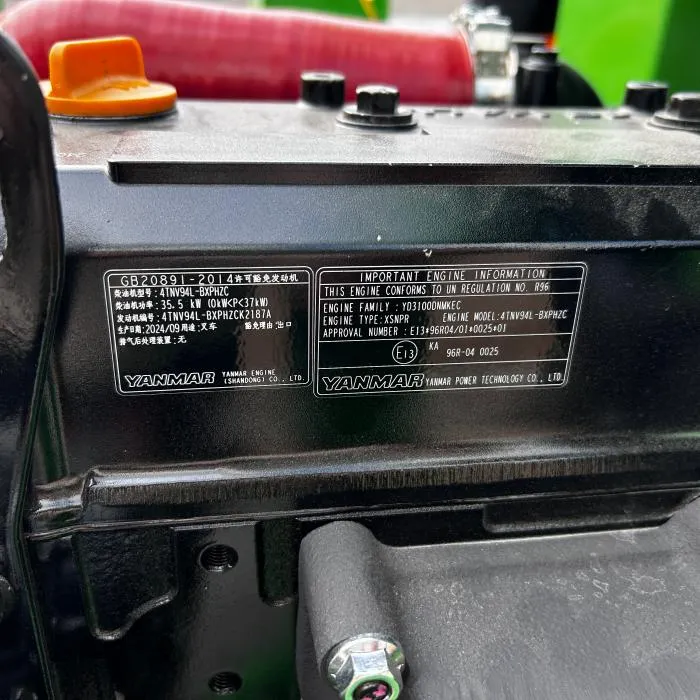 GB20891-2014许可豁免发动机
柴油机型号:4TNV94L-BXPHZC
柴油机功率:35.5 kW (0kW<P<37kW)
发动机编号:4TNV94L-BXPHZCK2187A
生产日期:2024/09 用途:叉车 豁免理由:出口
排气后处理装置:无
YANMAR YANMAR ENGINE (SHANDONG) CO., LTD.
IMPORTANT ENGINE INFORMATION
THIS ENGINE CONFORMS TO UN REGULATION NO. R96
ENGINE FAMILY : YD3100DNMKEC
ENGINE TYPE:XSNPR ENGINE MODEL:4TNV94L-BXPHZC
APPROVAL NUMBER : E13*96R04/01*0025*01
E13 KA
96R-04 0025
YANMAR YANMAR POWER TECHNOLOGY CO., LTD.